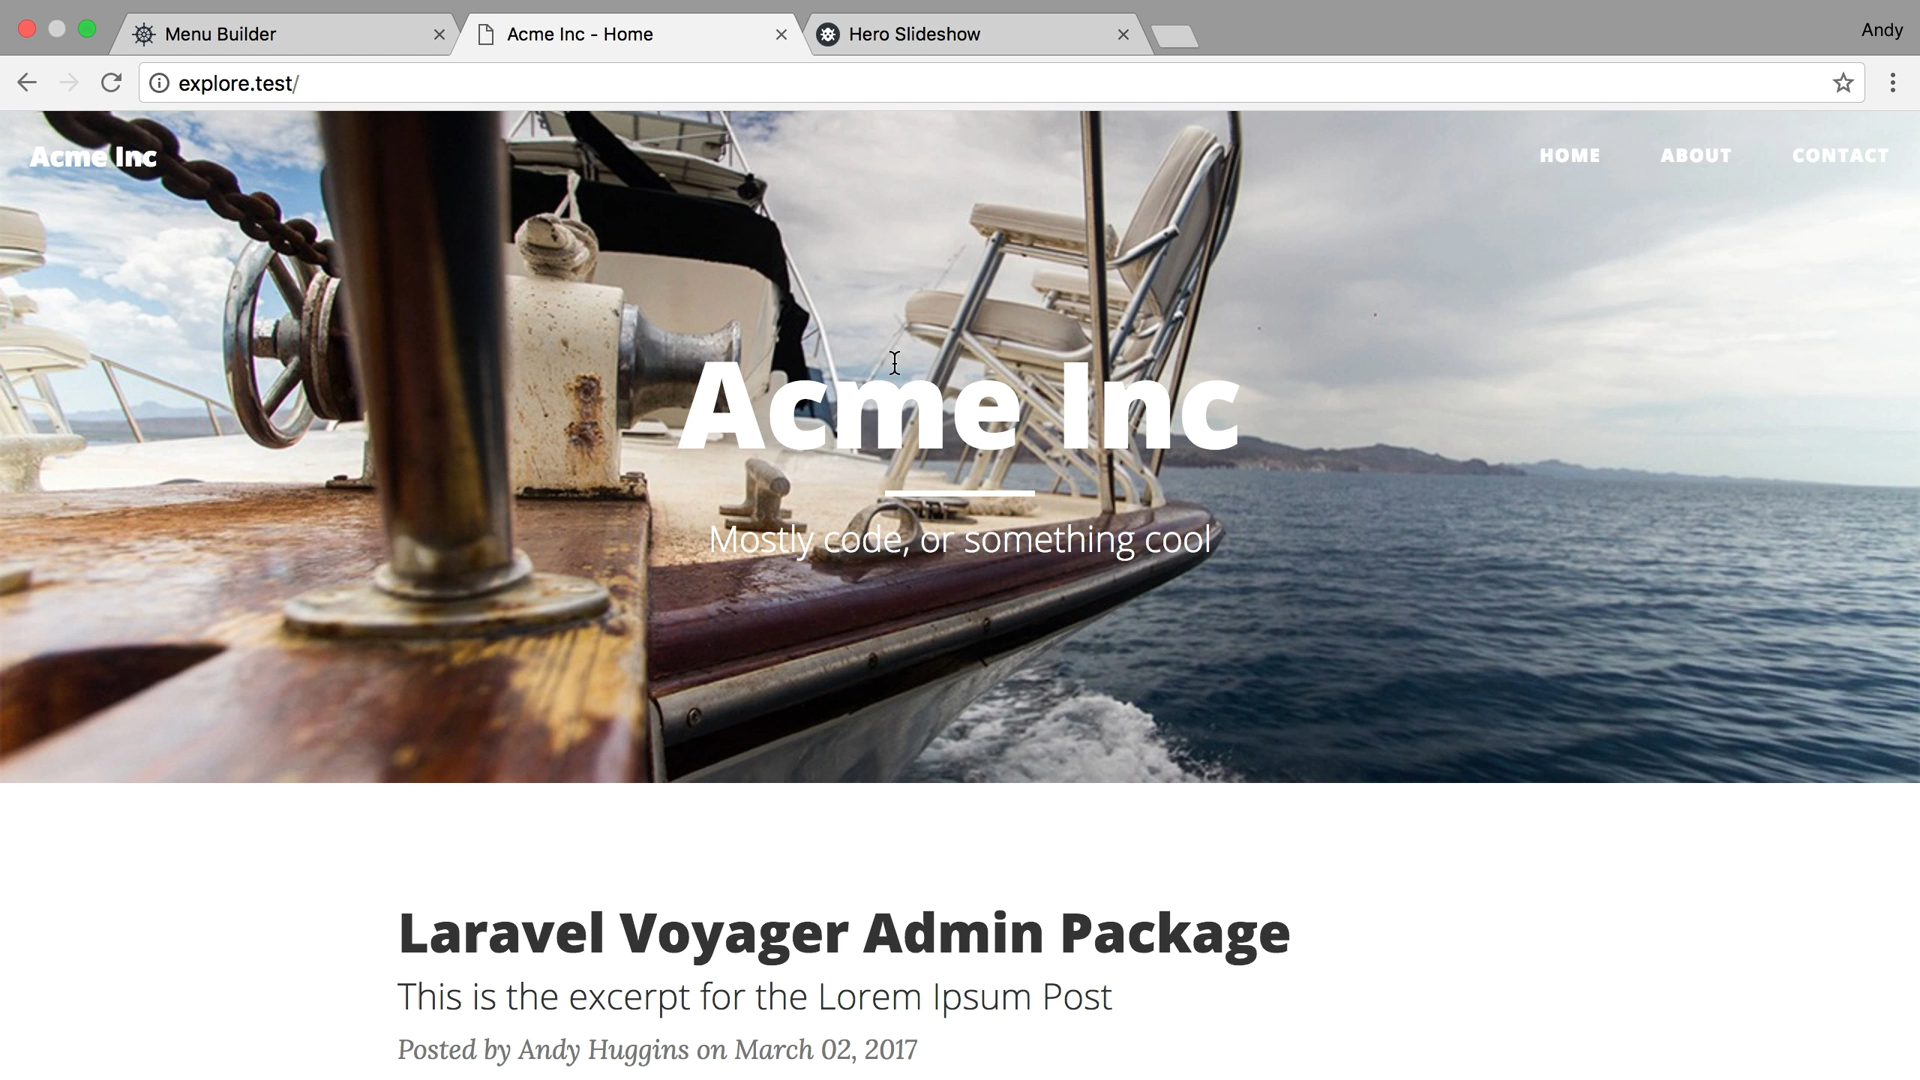 Menu Builder
Acme Inc - Home
Hero Slideshow
Andy
explore.test/
Acme Inc
HOME ABOUT CONTACT
Acme Inc
Mostly code, or something cool
Laravel Voyager Admin Package
This is the excerpt for the Lorem Ipsum Post
Posted by Andy Huggins on March 02, 2017